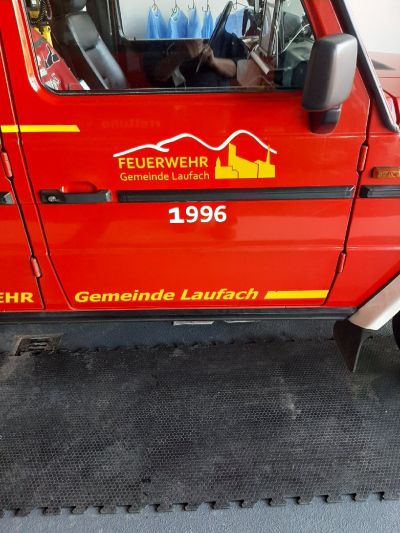 FEUERWEHR
Gemeinde Laufach
1996
EHR
Gemeinde Laufach